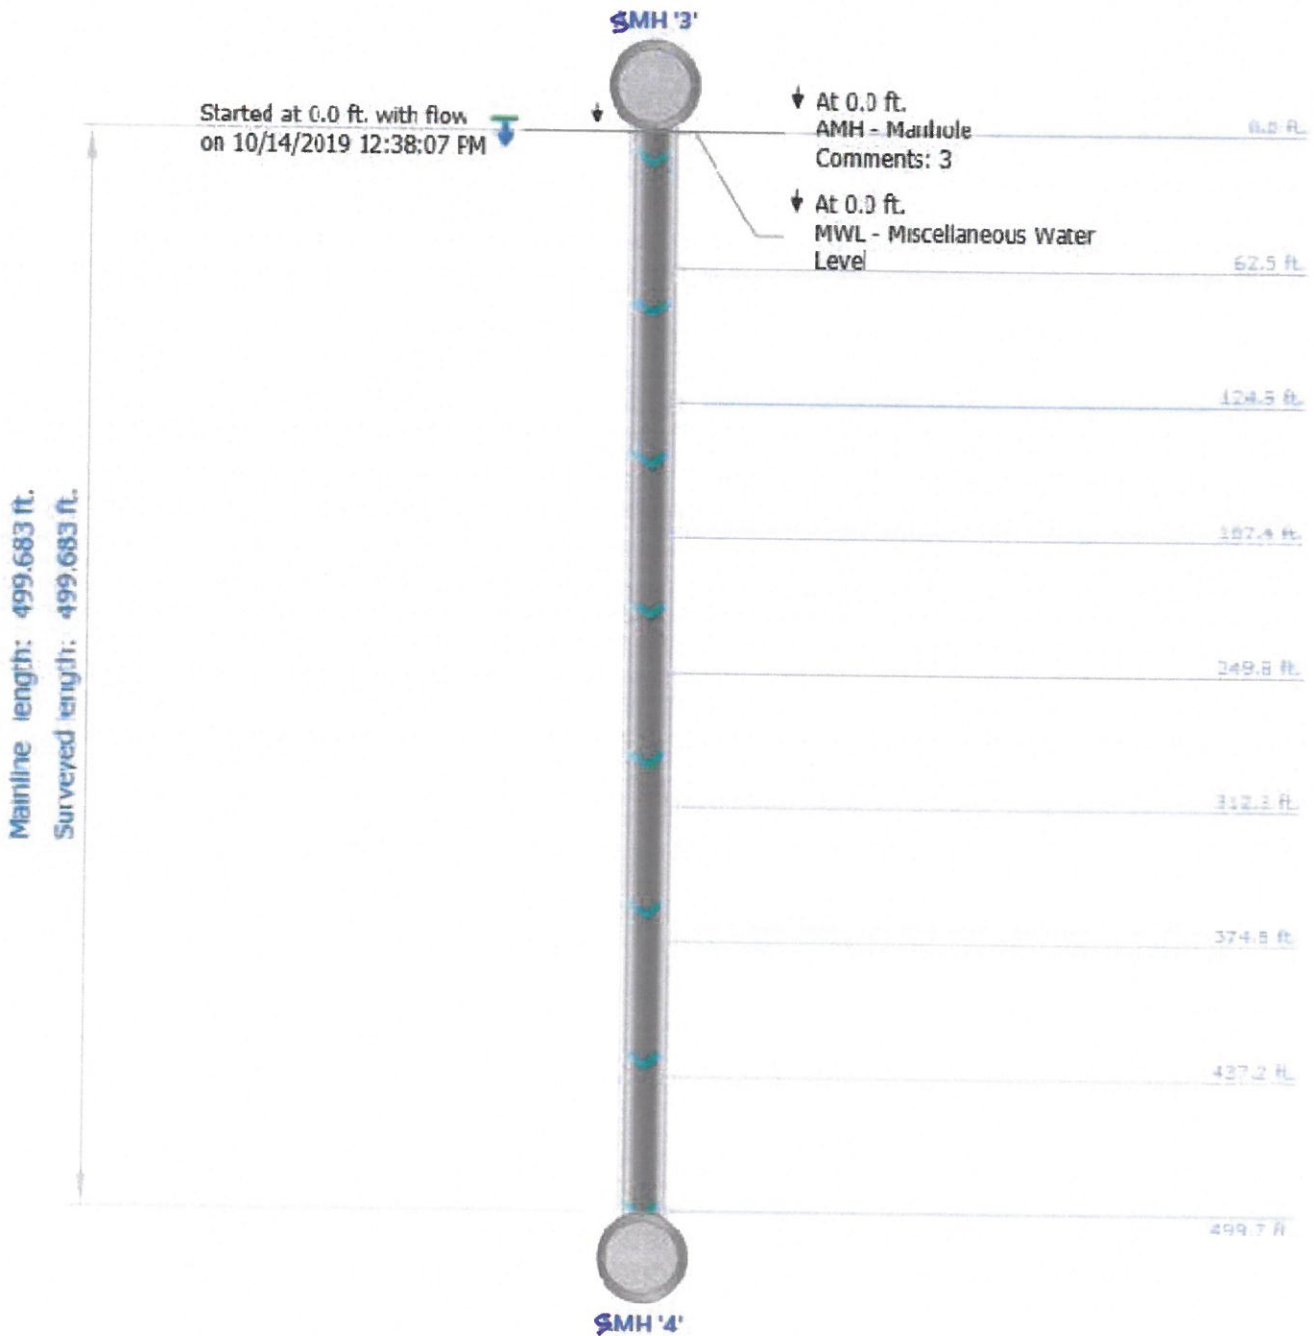 SMH '3'
Started at 0.0 ft. with flow
on 10/14/2019 12:38:07 PM
At 0.0 ft.
AMH - Manhole
Comments: 3
0.0 ft.
At 0.0 ft.
MWL - Miscellaneous Water
Level
62.5 ft.
124.9 ft.
187.4 ft.
249.8 ft.
312.3 ft.
374.8 ft.
437.2 ft.
499.7 ft
Mainline length: 499.683 ft.
Surveyed length: 499.683 ft.
SMH '4'